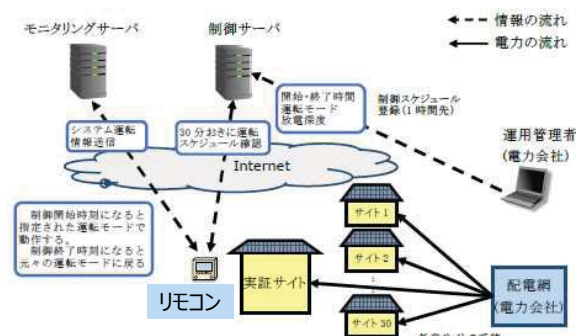 モニタリングサーバ
制御サーバ
情報の流れ
電力の流れ
開始・終了時間
運転モード
放電深度
制御スケジュール
登録(1時間先)
システム運転
情報送信
30分おきに運転
スケジュール確認
運用管理者
(電力会社)
Internet
制御開始時刻になると
指定された運転モードで
動作する。
制御終了時刻になると
元々の運転モードに戻る
リモコン
実証サイト
サイト1
サイト2
:
サイト30
配電網
(電力会社)